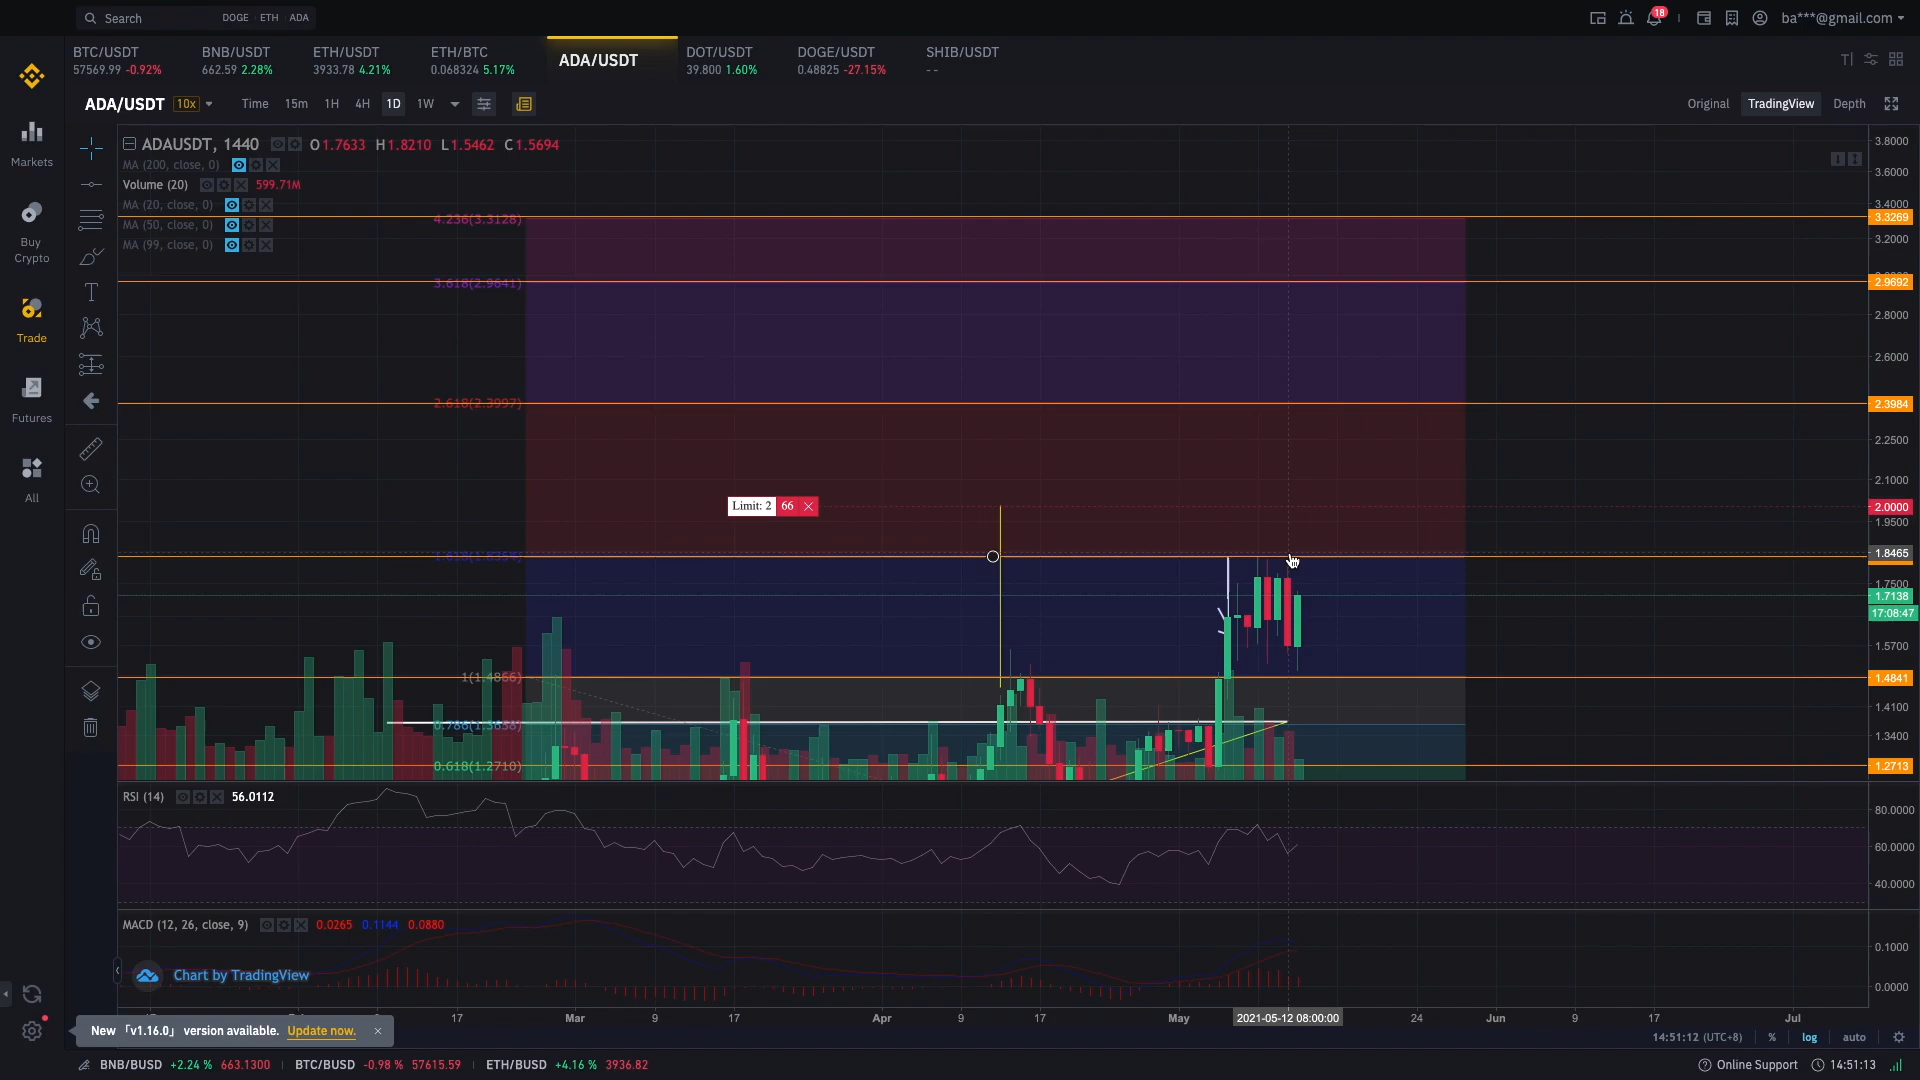 Search DOGE ETH ADA
18
ba***@gmail.com
BTC/USDT
57569.99 -0.92%
BNB/USDT
662.59 2.28%
ETH/USDT
3933.78 4.21%
ETH/BTC
0.068324 5.17%
ADA/USDT
DOT/USDT
39.800 1.60%
DOGE/USDT
0.48825 -27.15%
SHIB/USDT
- -
ADA/USDT 10x Time 15m 1H 4H 1D 1W
Original TradingView Depth
Markets
Buy
Crypto
Trade
Futures
All
ADAUSDT, 1440 O1.7633 H1.8210 L1.5462 C1.5694
MA (200, close, 0)
Volume (20) 599.71M
MA (20, close, 0)
MA (50, close, 0)
MA (99, close, 0)
4.236(3.3128)
3.618(2.9641)
2.618(2.3997)
Limit: 2 66
1.618(1.8354)
1(1.4866)
0.786(1.3658)
0.618(1.2710)
3.8000
3.6000
3.4000
3.3269
3.2000
2.9692
2.8000
2.6000
2.3984
2.2500
2.1000
2.0000
1.9500
1.8465
1.7500
1.7138
17:08:47
1.5700
1.4841
1.4100
1.3400
1.2713
RSI (14) 56.0112
80.0000
60.0000
40.0000
MACD (12, 26, close, 9) 0.0265 0.1144 0.0880
0.1000
0.0000
Chart by TradingView
17 Mar 9 17 Apr 9 17 May 2021-05-12 08:00:00 24 Jun 9 17 Jul
New 「v1.16.0」 version available. Update now.
14:51:12 (UTC+8) % log auto
BNB/BUSD +2.24 % 663.1300 BTC/BUSD -0.98 % 57615.59 ETH/BUSD +4.16 % 3936.82
Online Support 14:51:13